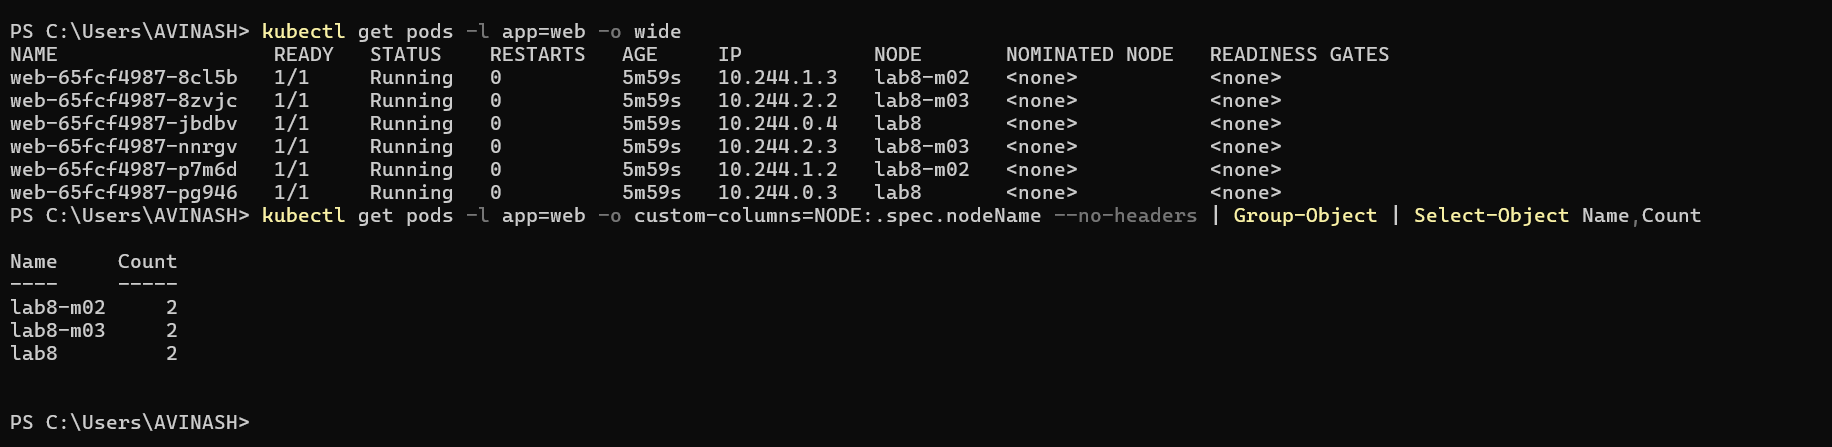 PS C:\Users\AVINASH> kubectl get pods -l app=web -o wide
NAME                  READY   STATUS    RESTARTS   AGE     IP           NODE       NOMINATED NODE   READINESS GATES
web-65fcf4987-8cl5b   1/1     Running   0          5m59s   10.244.1.3   lab8-m02   <none>           <none>
web-65fcf4987-8zvjc   1/1     Running   0          5m59s   10.244.2.2   lab8-m03   <none>           <none>
web-65fcf4987-jbdbv   1/1     Running   0          5m59s   10.244.0.4   lab8       <none>           <none>
web-65fcf4987-nnrgv   1/1     Running   0          5m59s   10.244.2.3   lab8-m03   <none>           <none>
web-65fcf4987-p7m6d   1/1     Running   0          5m59s   10.244.1.2   lab8-m02   <none>           <none>
web-65fcf4987-pg946   1/1     Running   0          5m59s   10.244.0.3   lab8       <none>           <none>
PS C:\Users\AVINASH> kubectl get pods -l app=web -o custom-columns=NODE:.spec.nodeName --no-headers | Group-Object | Select-Object Name,Count
Name     Count
----     -----
lab8-m02     2
lab8-m03     2
lab8         2
PS C:\Users\AVINASH>